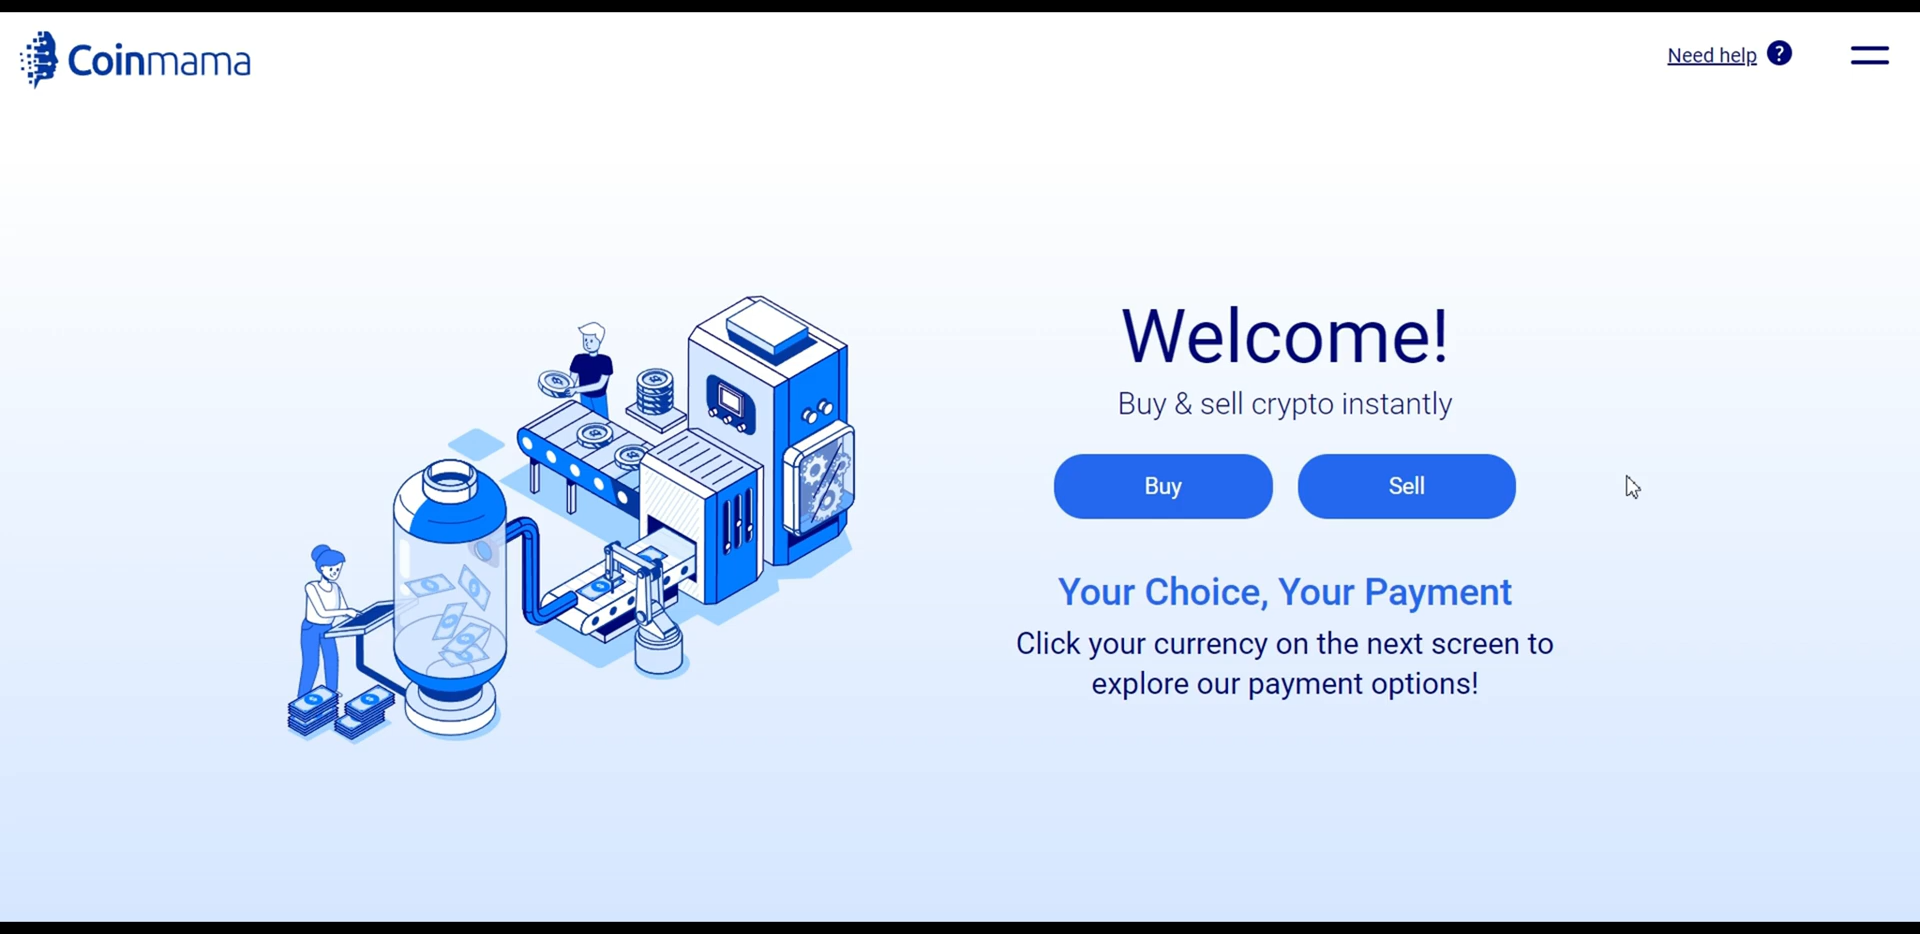 Coinmama
Need help ?
Welcome!
Buy & sell crypto instantly
Buy
Sell
Your Choice, Your Payment
Click your currency on the next screen to
explore our payment options!